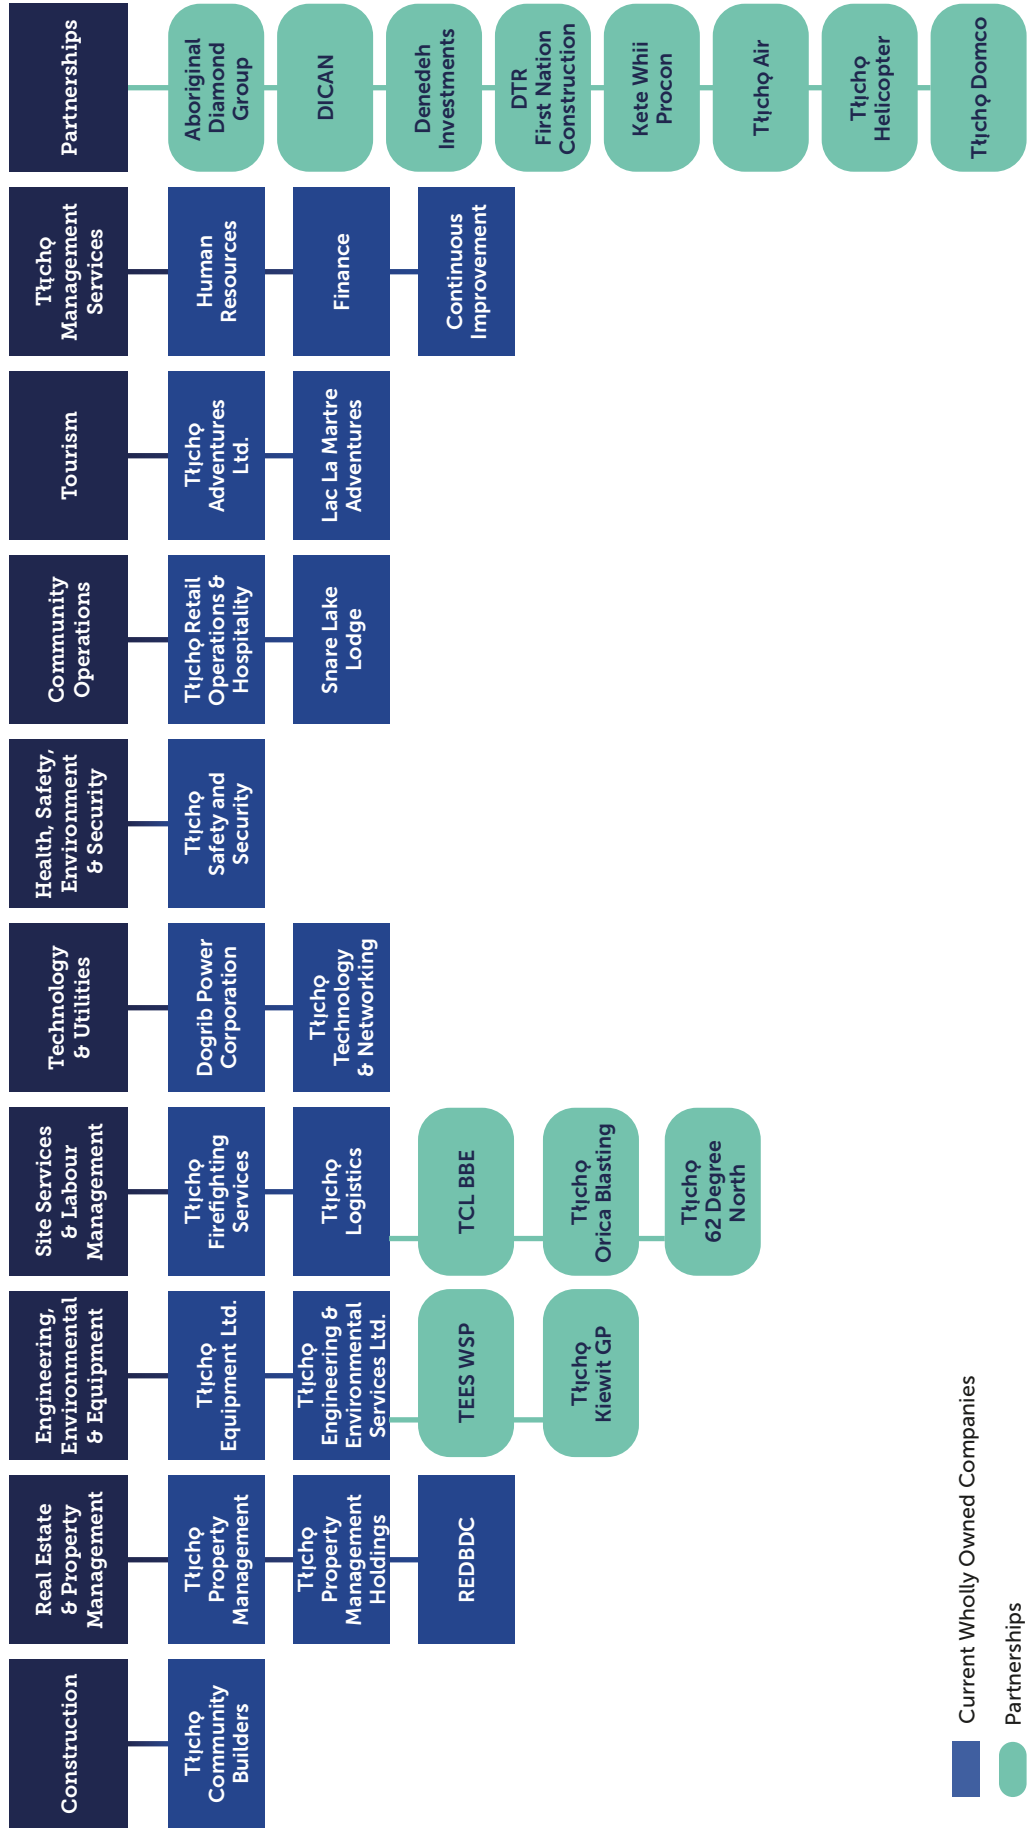 Construction
Tłı̨chǫ
Community
Builders
Real Estate
& Property
Management
Tłı̨chǫ
Property
Management
Tłı̨chǫ
Property
Management
Holdings
REDBDC
Engineering,
Environmental
& Equipment
Tłı̨chǫ
Equipment Ltd.
Tłı̨chǫ
Engineering &
Environmental
Services Ltd.
TEES WSP
Tłı̨chǫ
Kiewit GP
Site Services
& Labour
Management
Tłı̨chǫ
Firefighting
Services
Tłı̨chǫ
Logistics
TCL BBE
Tłı̨chǫ
Orica Blasting
Tłı̨chǫ
62 Degree
North
Technology
& Utilities
Dogrib Power
Corporation
Tłı̨chǫ
Technology
& Networking
Health, Safety,
Environment
& Security
Tłı̨chǫ
Safety and
Security
Community
Operations
Tłı̨chǫ Retail
Operations &
Hospitality
Snare Lake
Lodge
Tourism
Tłı̨chǫ
Adventures
Ltd.
Lac La Martre
Adventures
Tłı̨chǫ
Management
Services
Human
Resources
Finance
Continuous
Improvement
Partnerships
Aboriginal
Diamond
Group
DICAN
Denedeh
Investments
DTR
First Nation
Construction
Kete Whii
Procon
Tłı̨chǫ Air
Tłı̨chǫ
Helicopter
Tłı̨chǫ Domco
Current Wholly Owned Companies
Partnerships